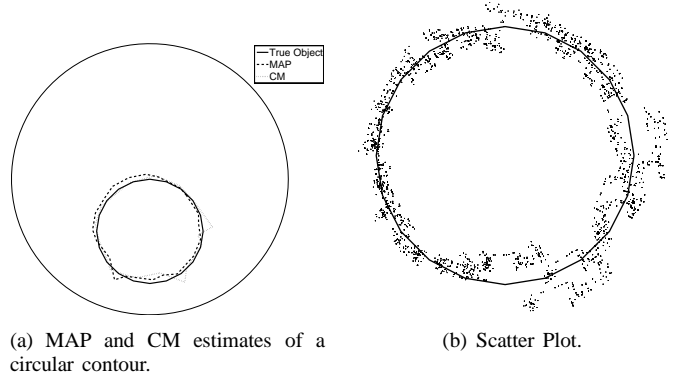 True Object
MAP
CM
(a) MAP and CM estimates of a
circular contour.
(b) Scatter Plot.